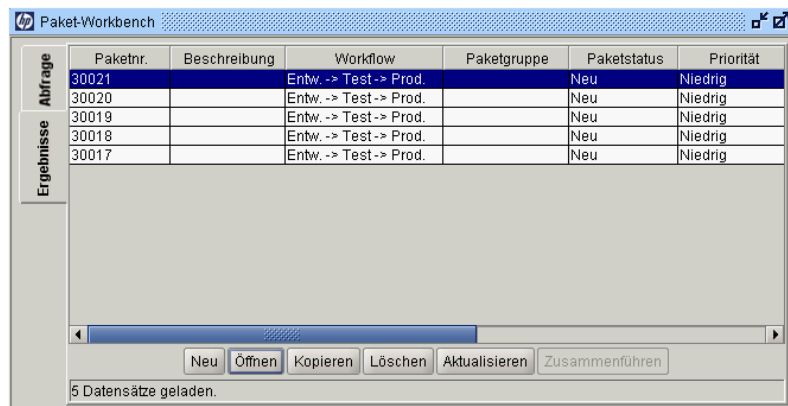 hp Paket-Workbench
Abfrage
Ergebnisse
Paketnr. Beschreibung Workflow Paketgruppe Paketstatus Priorität
30021 Entw. -> Test -> Prod. Neu Niedrig
30020 Entw. -> Test -> Prod. Neu Niedrig
30019 Entw. -> Test -> Prod. Neu Niedrig
30018 Entw. -> Test -> Prod. Neu Niedrig
30017 Entw. -> Test -> Prod. Neu Niedrig
Neu Öffnen Kopieren Löschen Aktualisieren Zusammenführen
5 Datensätze geladen.